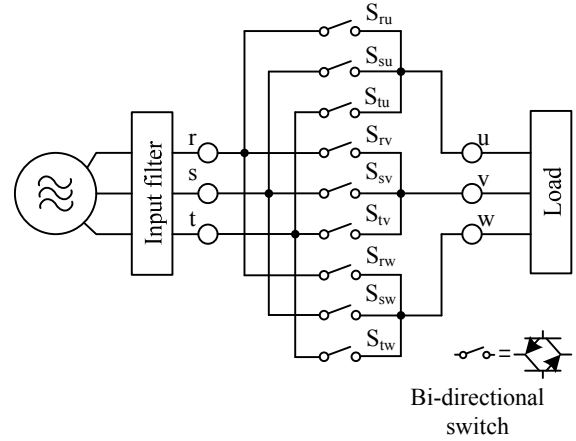 S_ru
S_su
S_tu
r
S_rv
u
s
S_sv
v
t
S_tv
w
Input filter
Load
S_rw
S_sw
S_tw
=
Bi-directional
switch